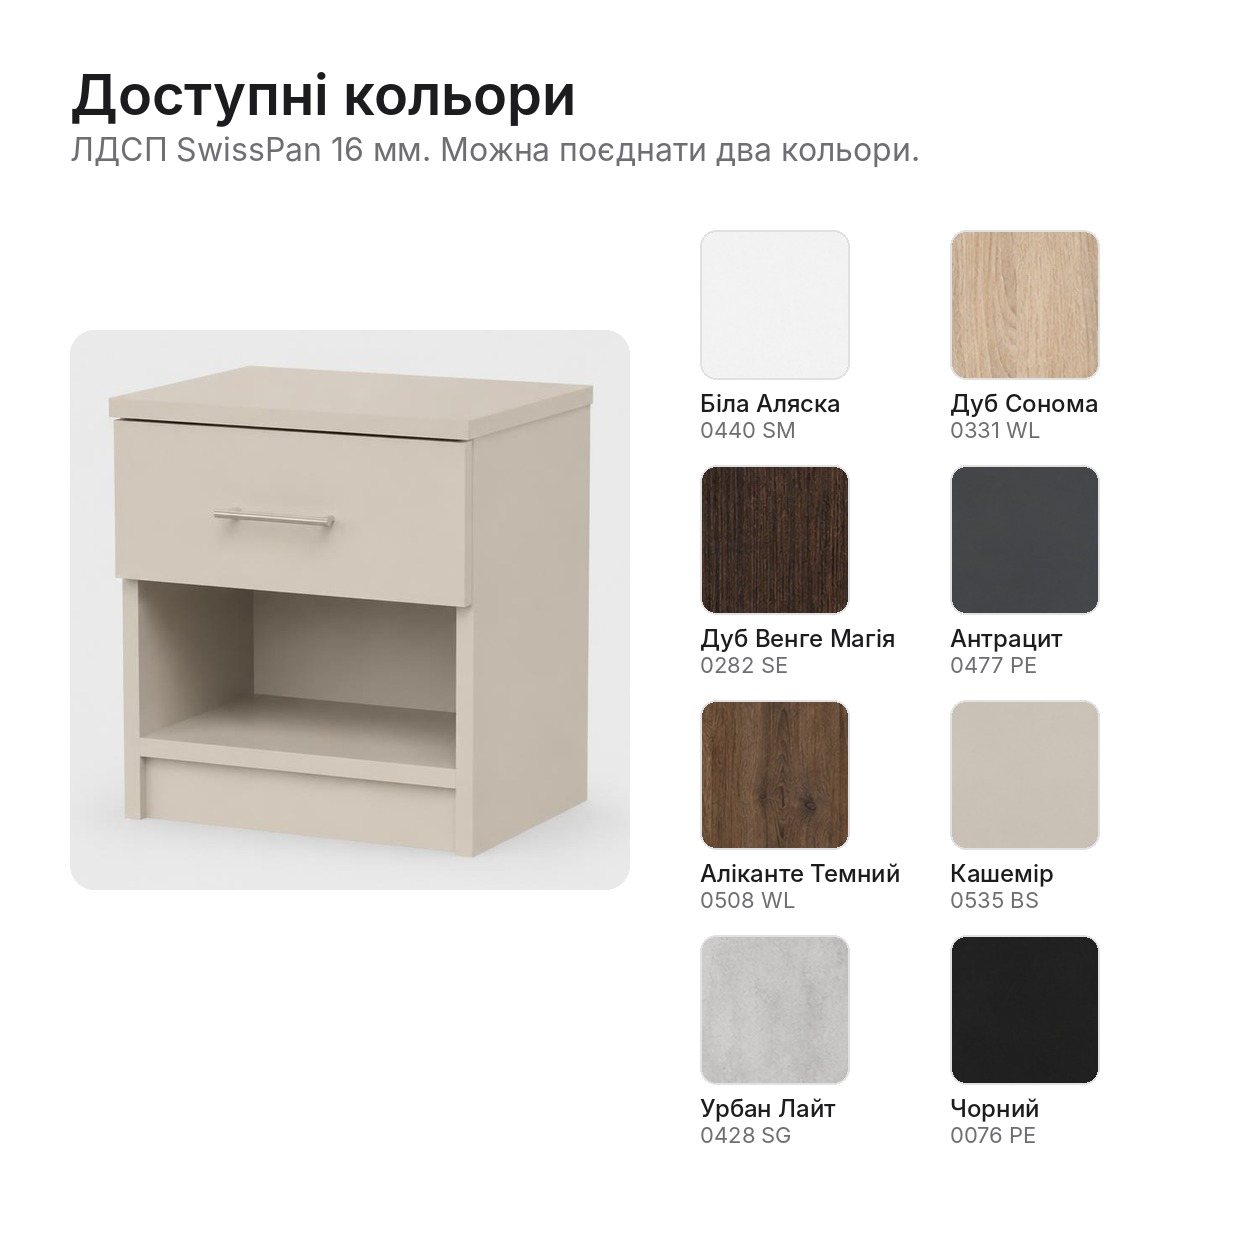 Доступні кольори
ЛДСП SwissPan 16 мм. Можна поєднати два кольори.
Біла Аляска
0440 SM
Дуб Сонома
0331 WL
Дуб Венге Магія
0282 SE
Антрацит
0477 PE
Аліканте Темний
0508 WL
Кашемір
0535 BS
Урбан Лайт
0428 SG
Чорний
0076 PE